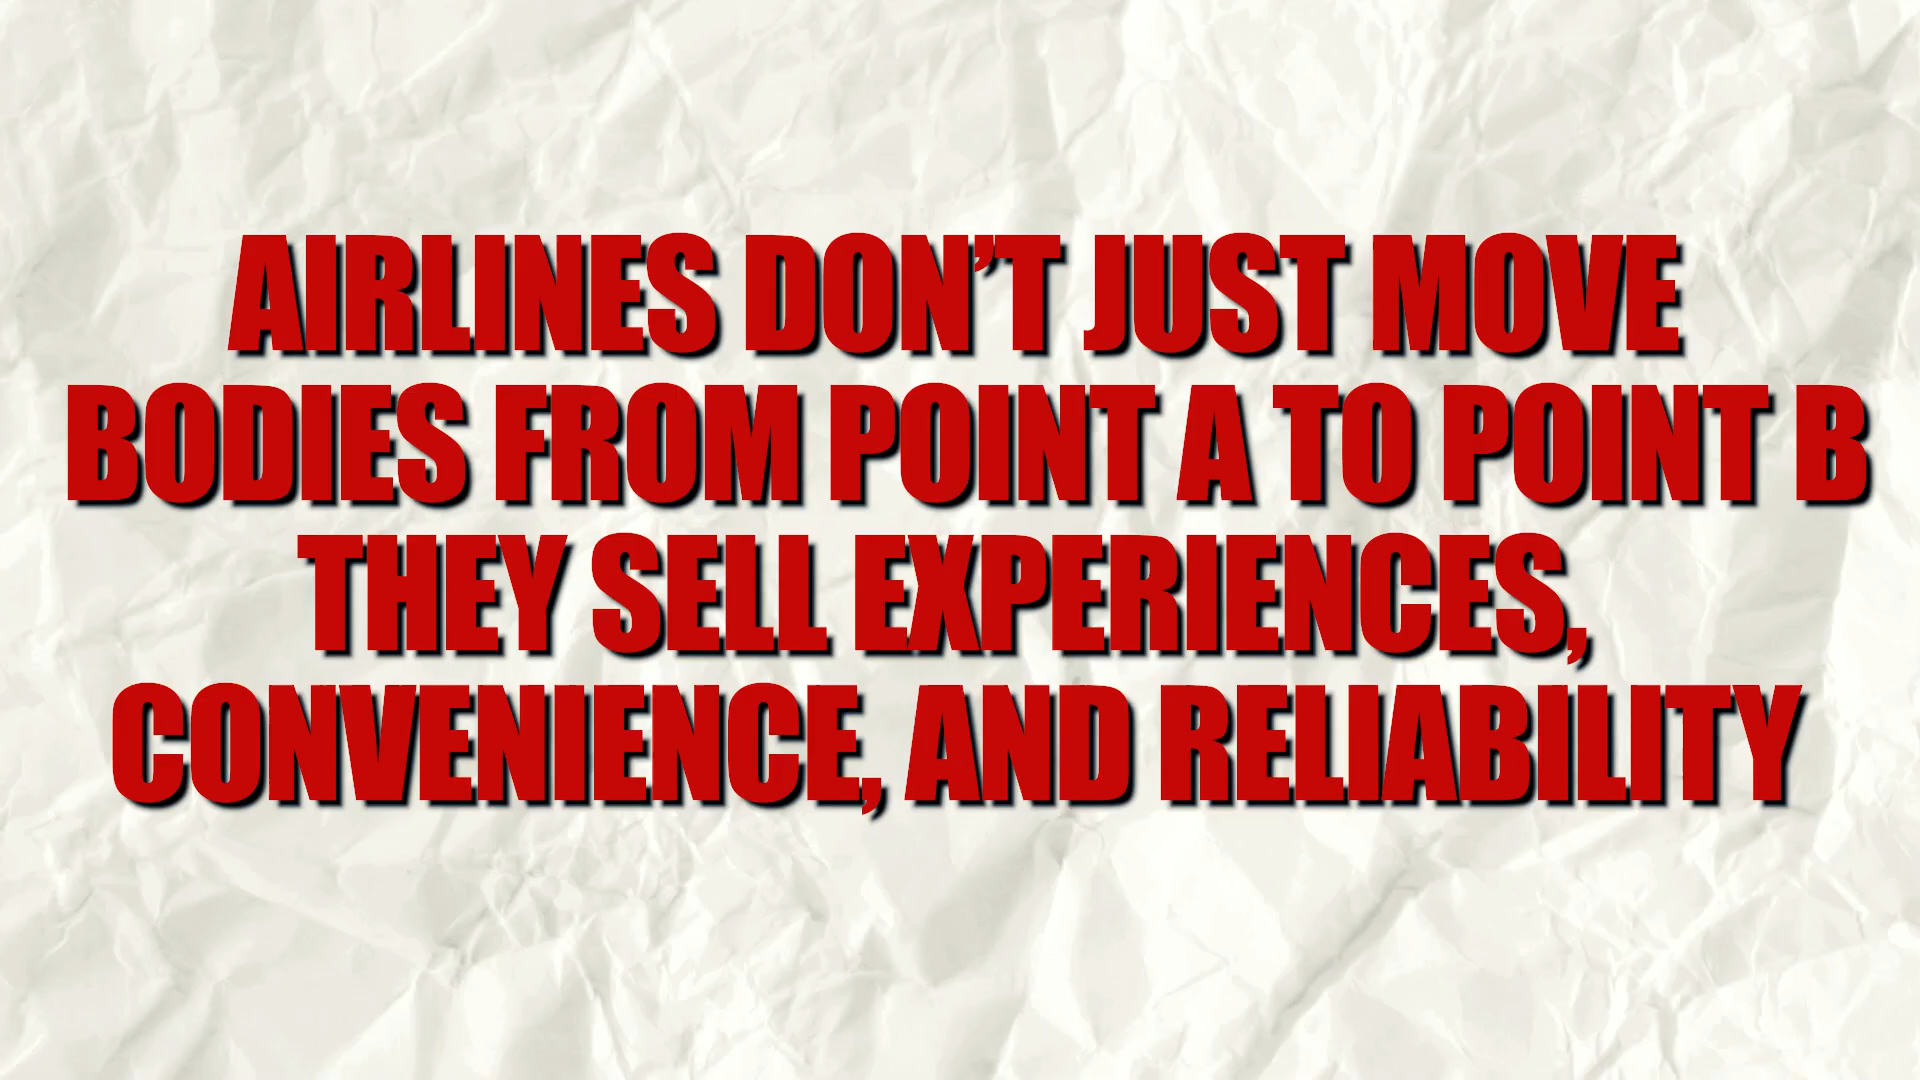 AIRLINES DON’T JUST MOVE
BODIES FROM POINT A TO POINT B
THEY SELL EXPERIENCES,
CONVENIENCE, AND RELIABILITY